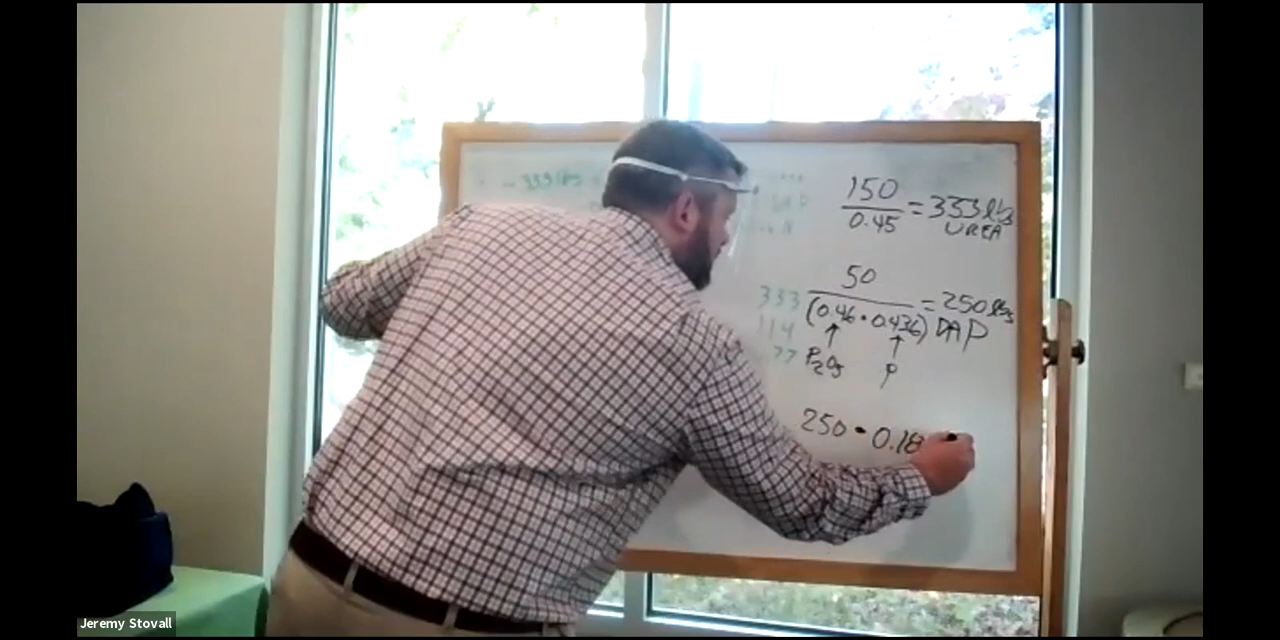 - 333 lbs
150
0.45
= 333 lbs
UREA
333
114
77
50
(0.46 • 0.436)
= 250 lbs
DAP
P2O5
P
250 • 0.18
Jeremy Stovall